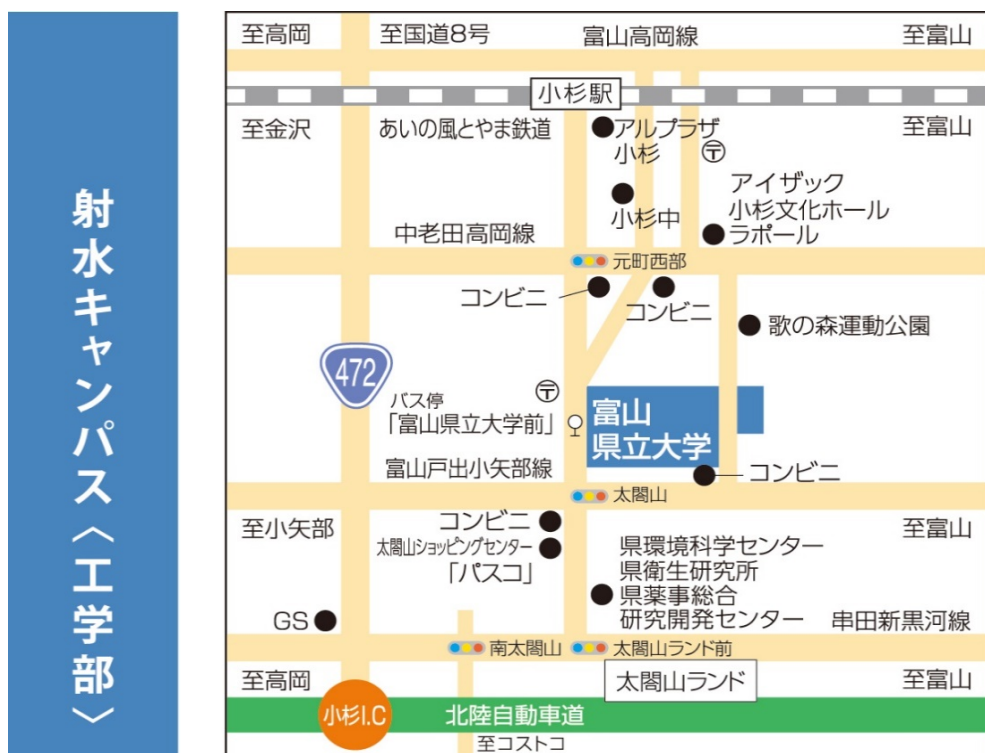 射水キャンパス〈工学部〉
至高岡
至国道8号
富山高岡線
至富山
小杉駅
至金沢
あいの風とやま鉄道
アルプラザ
小杉
至富山
〒
アイザック
小杉文化ホール
ラポール
小杉中
中老田高岡線
元町西部
コンビニ
コンビニ
歌の森運動公園
472
バス停
「富山県立大学前」
〒
富山
県立大学
富山戸出小矢部線
コンビニ
太閤山
至小矢部
コンビニ
太閤山ショッピングセンター
「パスコ」
県環境科学センター
県衛生研究所
県薬事総合
研究開発センター
至富山
GS
串田新黒河線
南太閤山
太閤山ランド前
至高岡
太閤山ランド
至富山
小杉I.C
北陸自動車道
至コストコ